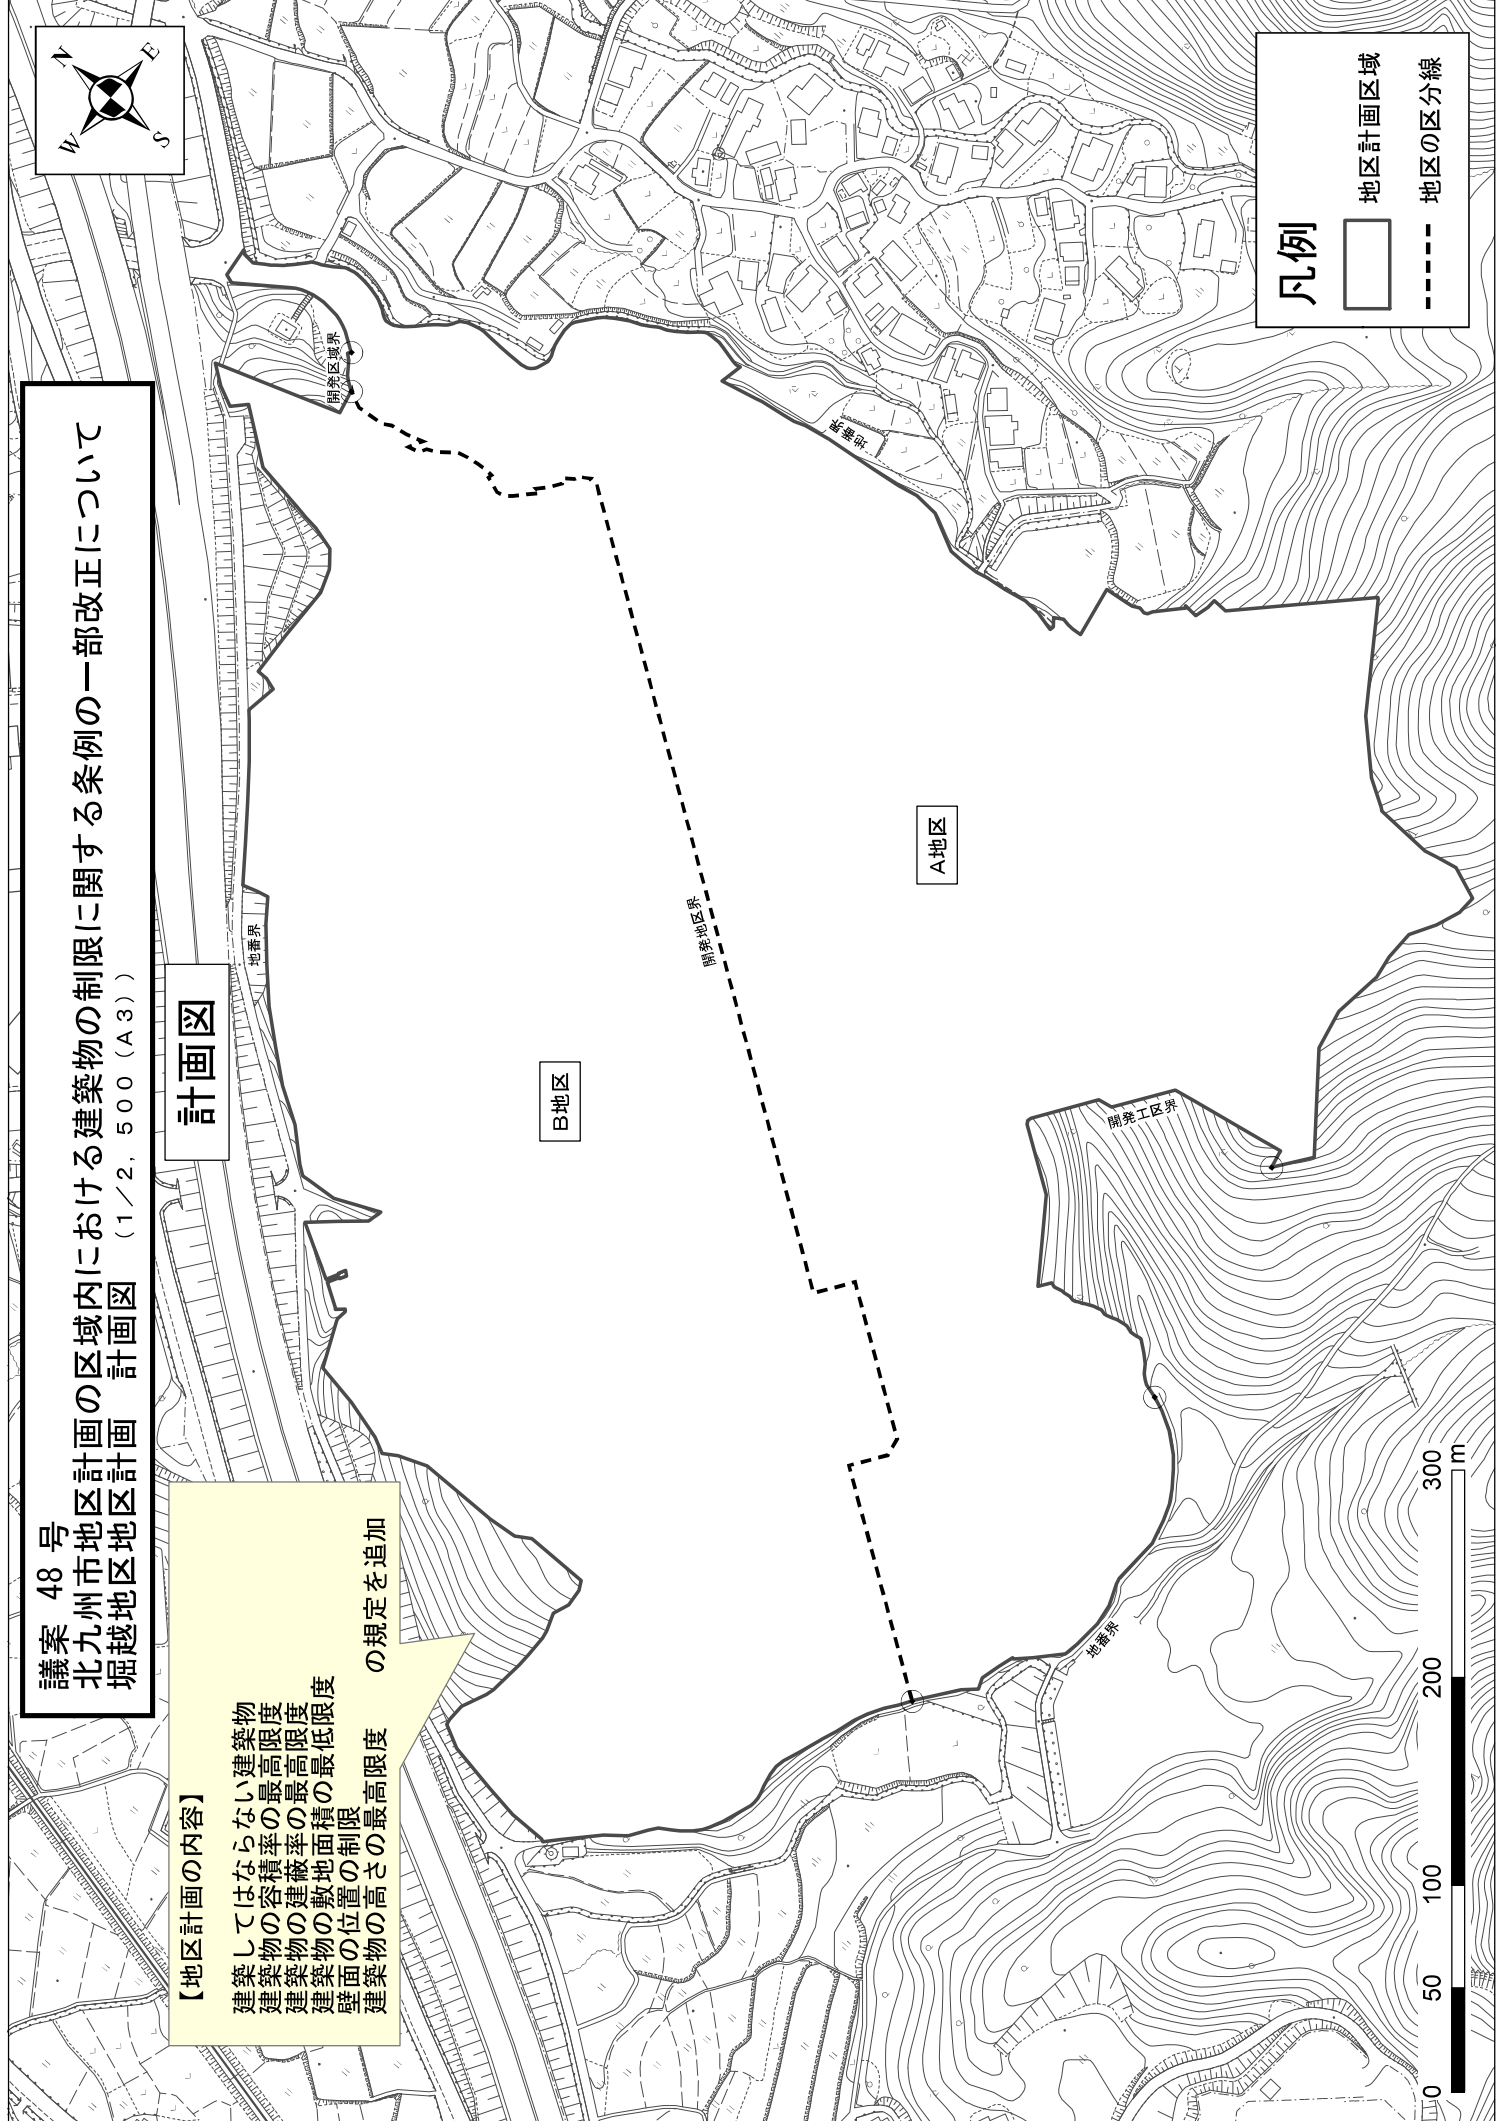 議案 48 号
北九州市地区計画の区域内における建築物の制限に関する条例の一部改正について
堀越地区地区計画 計画図 (1/2,500(A3))
計画図
【地区計画の内容】
建築してはならない建築物
建築物の容積率の最高限度
建築物の建蔽率の最高限度
建築物の敷地面積の最低限度
壁面の位置の制限
建築物の高さの最高限度 の規定を追加
N
E
S
W
開発区域界
地番界
地番界
開発地区界
B地区
A地区
開発工区界
地番界
凡例
地区計画区域
地区の区分線
0 50 100 200 300
m